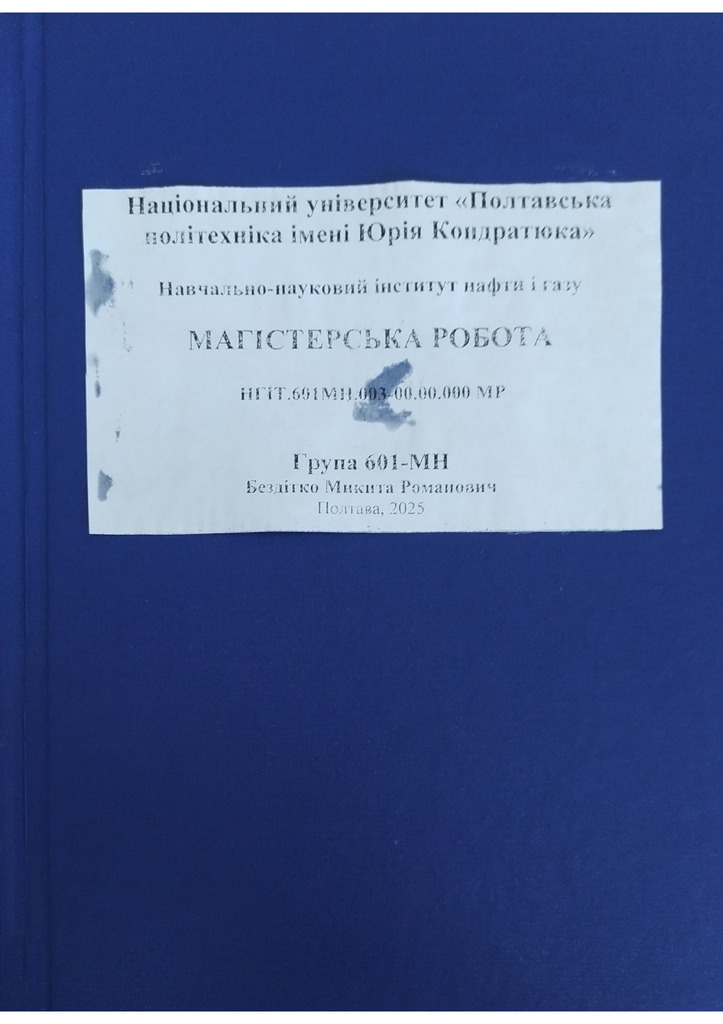 Національний університет «Полтавська
політехніка імені Юрія Кондратюка»
Навчально-науковий інститут нафти і газу
МАГІСТЕРСЬКА РОБОТА
НГІТ.601МН.003-00.00.000 МР
Група 601-МН
Бездітко Микита Романович
Полтава, 2025